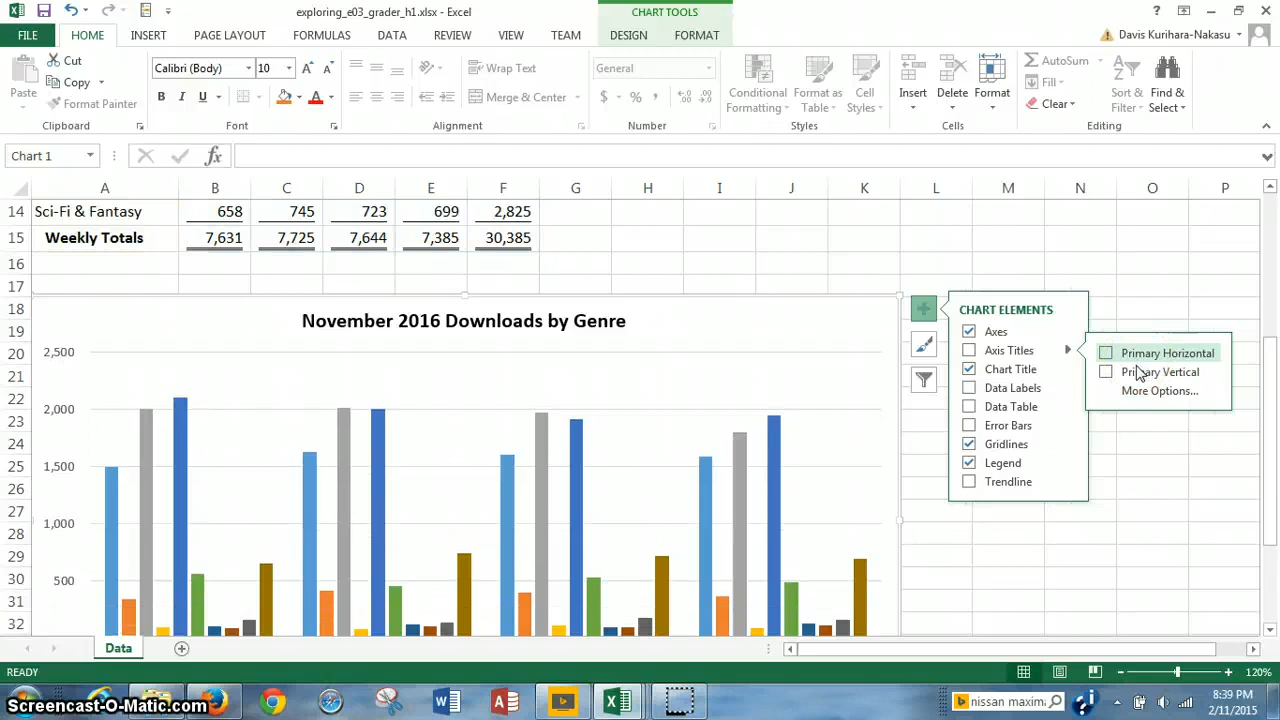 exploring_e03_grader_h1.xlsx - Excel
CHART TOOLS
?
FILE HOME INSERT PAGE LAYOUT FORMULAS DATA REVIEW VIEW TEAM DESIGN FORMAT
Davis Kurihara-Nakasu
Paste
Cut
Copy
Format Painter
Clipboard
Calibri (Body) 10
B I U
Font
Wrap Text
Merge & Center
Alignment
General
$ % ,
Number
Conditional Formatting
Format as Table
Cell Styles
Styles
Insert Delete Format
Cells
AutoSum
Fill
Clear
Sort & Filter
Find & Select
Editing
Chart 1
fx
A B C D E F G H I J K L M N O P
14 Sci-Fi & Fantasy 658 745 723 699 2,825
15 Weekly Totals 7,631 7,725 7,644 7,385 30,385
16
17
18
19
20
21
22
23
24
25
26
27
28
29
30
31
32
November 2016 Downloads by Genre
2,500
2,000
1,500
1,000
500
CHART ELEMENTS
Axes
Axis Titles
Chart Title
Data Labels
Data Table
Error Bars
Gridlines
Legend
Trendline
Primary Horizontal
Primary Vertical
More Options...
Data
READY
120%
Screencast-O-Matic.com
nissan maxima
8:39 PM
2/11/2015